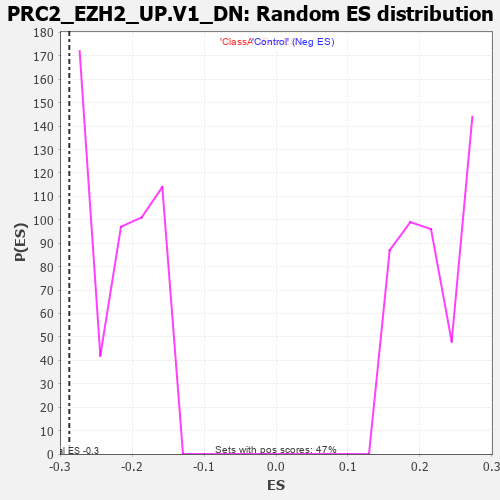 PRC2_EZH2_UP.V1_DN: Random ES distribution
180
170
160
150
140
130
120
110
100
90
80
70
60
50
40
30
20
10
0
P(ES)
'Control' (Neg ES)
al ES -0.3
Sets with pos scores: 47%
-0.3 -0.2 -0.1 0.0 0.1 0.2 0.3
ES